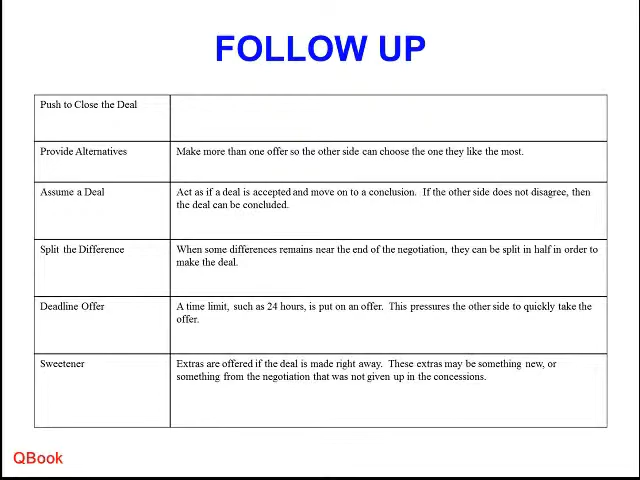 FOLLOW UP
Push to Close the Deal
Provide Alternatives
Make more than one offer so the other side can choose the one they like the most.
Assume a Deal
Act as if a deal is accepted and move on to a conclusion.  If the other side does not disagree, then
the deal can be concluded.
Split the Difference
When some differences remains near the end of the negotiation, they can be split in half in order to
make the deal.
Deadline Offer
A time limit, such as 24 hours, is put on an offer.  This pressures the other side to quickly take the
offer.
Sweetener
Extras are offered if the deal is made right away.  These extras may be something new, or
something from the negotiation that was not given up in the concessions.
QBook